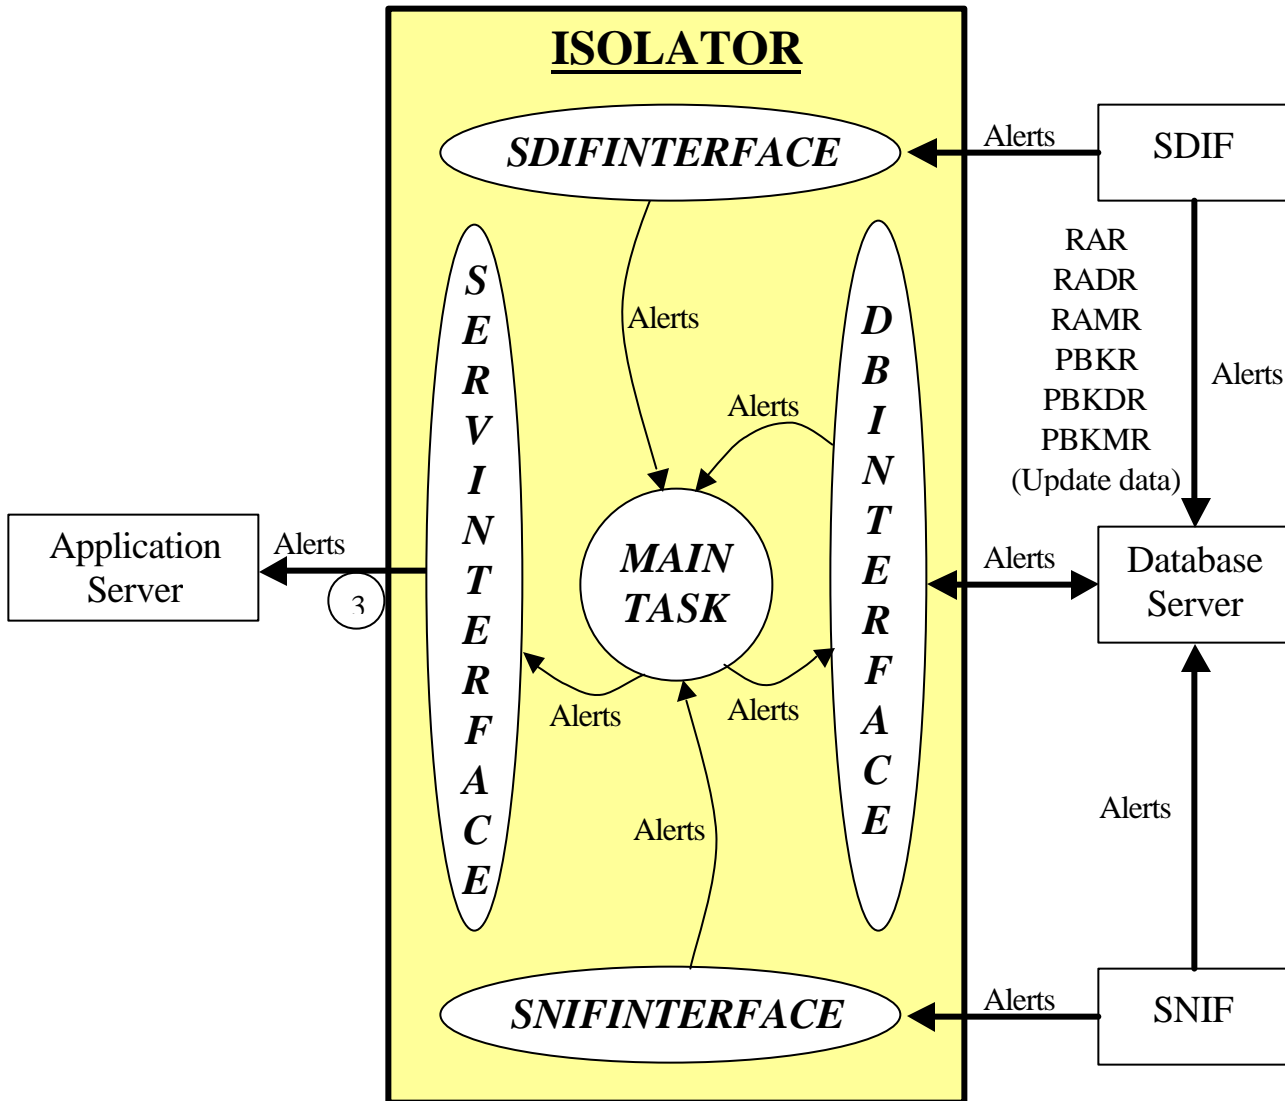 ISOLATOR
SDIFINTERFACE
Alerts
SDIF
RAR
RADR
RAMR
PBKR
PBKDR
PBKMR
(Update data)
Alerts
Alerts
Alerts
SERVINTERFACE
DBINTERFACE
Application
Server
Alerts
3
MAIN
TASK
Alerts
Database
Server
Alerts
Alerts
Alerts
Alerts
SNIFINTERFACE
Alerts
SNIF